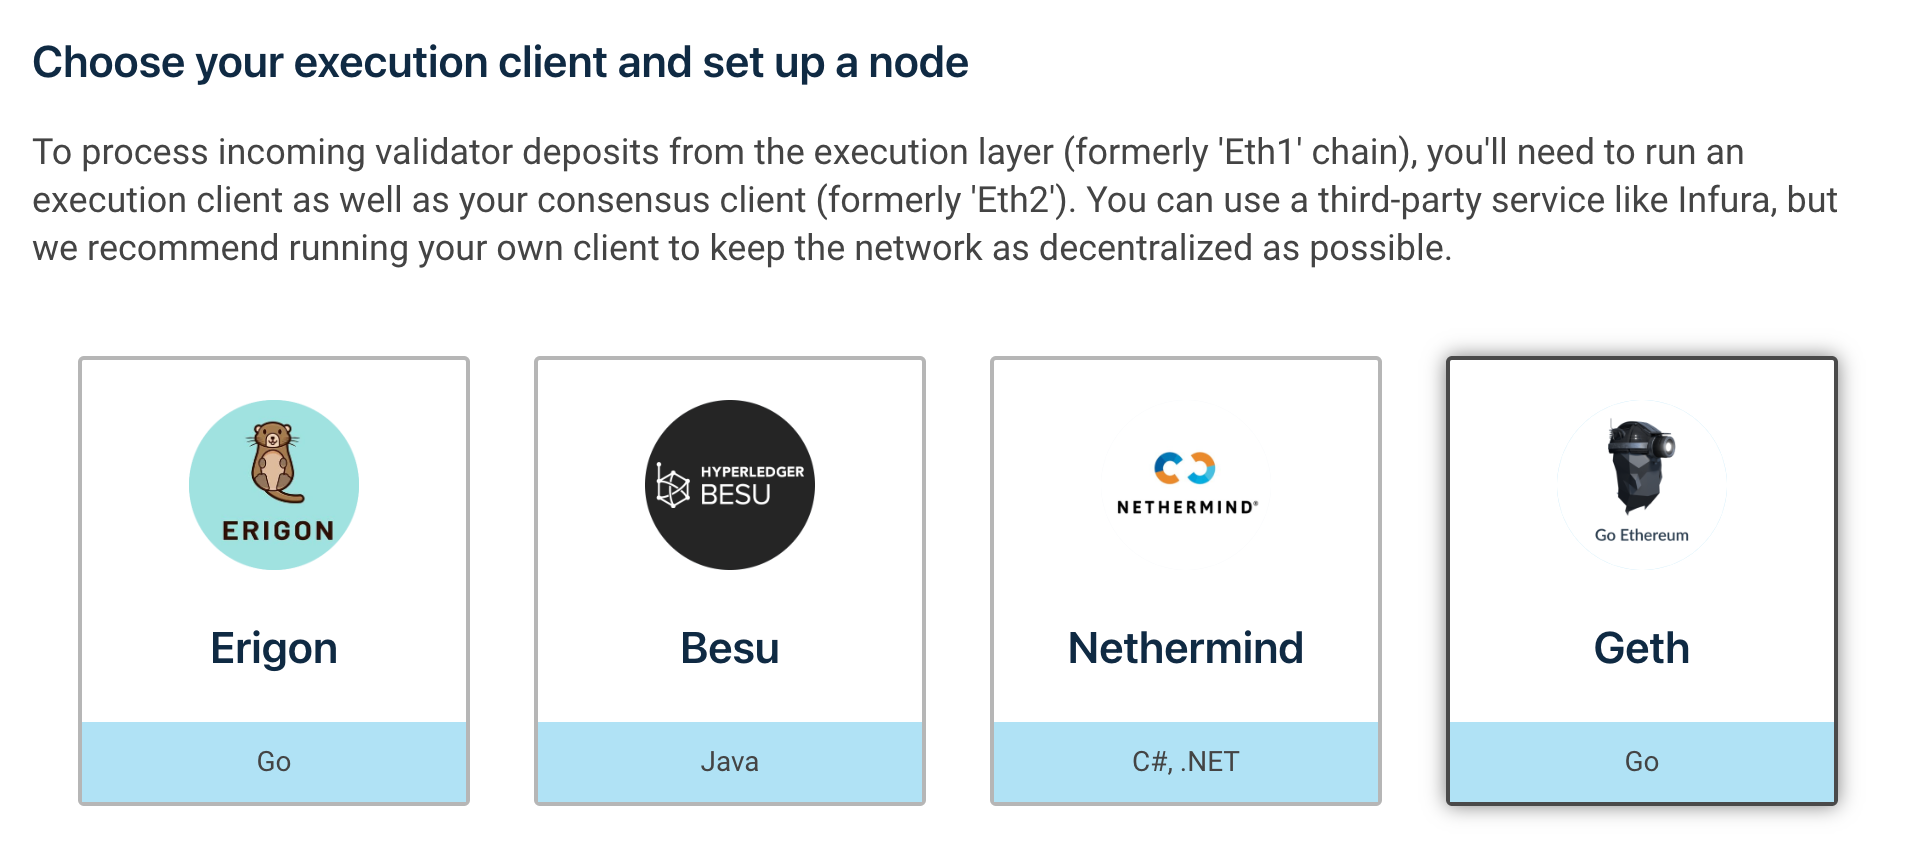 Choose your execution client and set up a node
To process incoming validator deposits from the execution layer (formerly 'Eth1' chain), you'll need to run an
execution client as well as your consensus client (formerly 'Eth2'). You can use a third-party service like Infura, but
we recommend running your own client to keep the network as decentralized as possible.
ERIGON
Erigon
Go
HYPERLEDGER
BESU
Besu
Java
NETHERMIND®
Nethermind
C#, .NET
Go Ethereum
Geth
Go